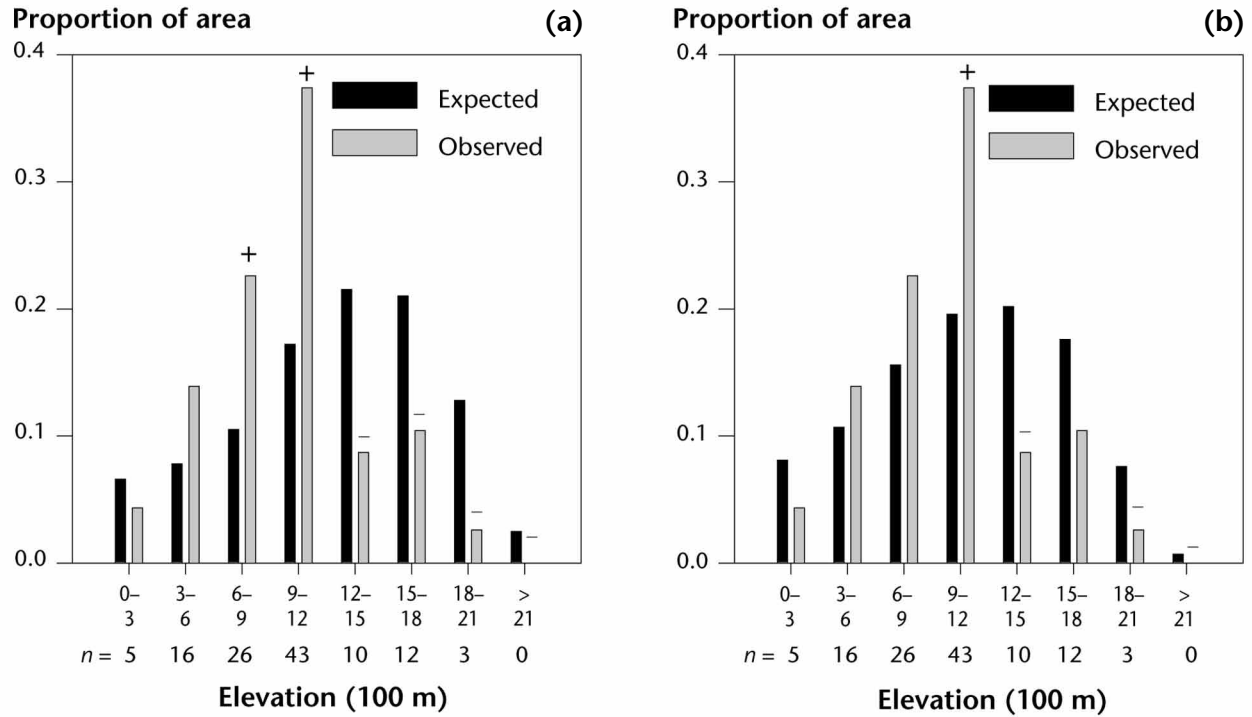 Proportion of area (a)
0.4
+
Expected
Observed
0.3
+
0.2
0.1
– – – –
0.0
0– 3– 6– 9– 12– 15– 18– >
3 6 9 12 15 18 21 21
n = 5 16 26 43 10 12 3 0
Elevation (100 m)
Proportion of area (b)
0.4
+
Expected
Observed
0.3
0.2
0.1
– – –
0.0
0– 3– 6– 9– 12– 15– 18– >
3 6 9 12 15 18 21 21
n = 5 16 26 43 10 12 3 0
Elevation (100 m)